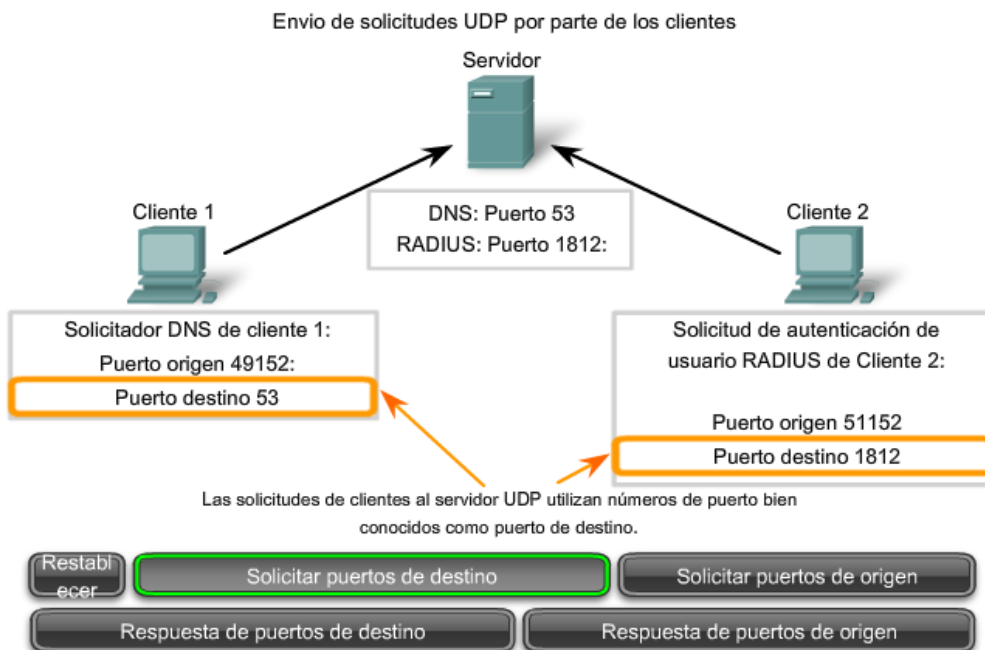 Envio de solicitudes UDP por parte de los clientes
Servidor
Cliente 1
Cliente 2
DNS: Puerto 53
RADIUS: Puerto 1812:
Solicitador DNS de cliente 1:
Puerto origen 49152:
Puerto destino 53
Solicitud de autenticación de
usuario RADIUS de Cliente 2:
Puerto origen 51152
Puerto destino 1812
Las solicitudes de clientes al servidor UDP utilizan números de puerto bien
conocidos como puerto de destino.
Restabl
ecer
Solicitar puertos de destino
Solicitar puertos de origen
Respuesta de puertos de destino
Respuesta de puertos de origen